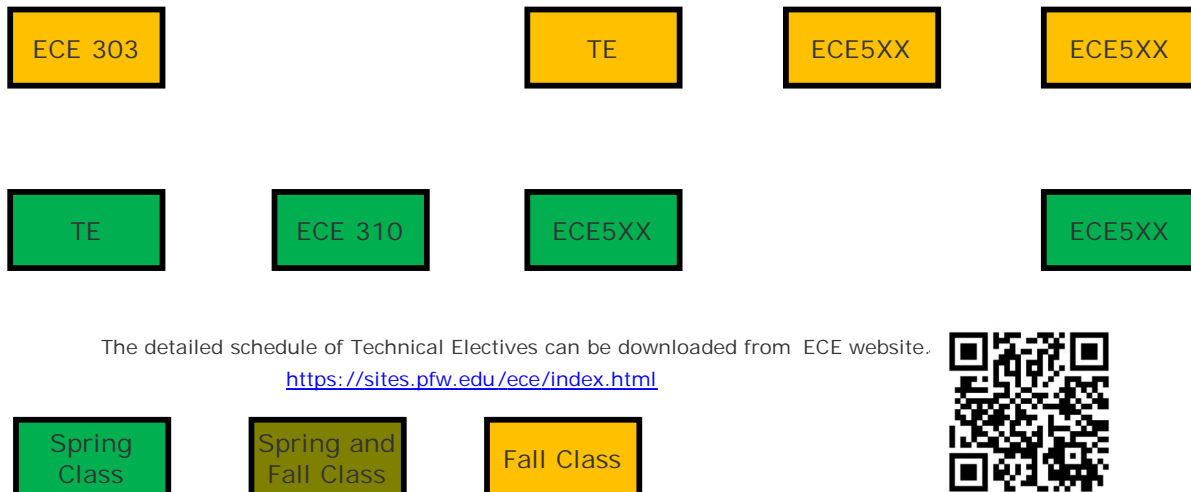 ECE 303 TE ECE5XX ECE5XX
TE ECE 310 ECE5XX ECE5XX
The detailed schedule of Technical Electives can be downloaded from ECE website.
https://sites.pfw.edu/ece/index.html
Spring
Class
Spring and
Fall Class
Fall Class